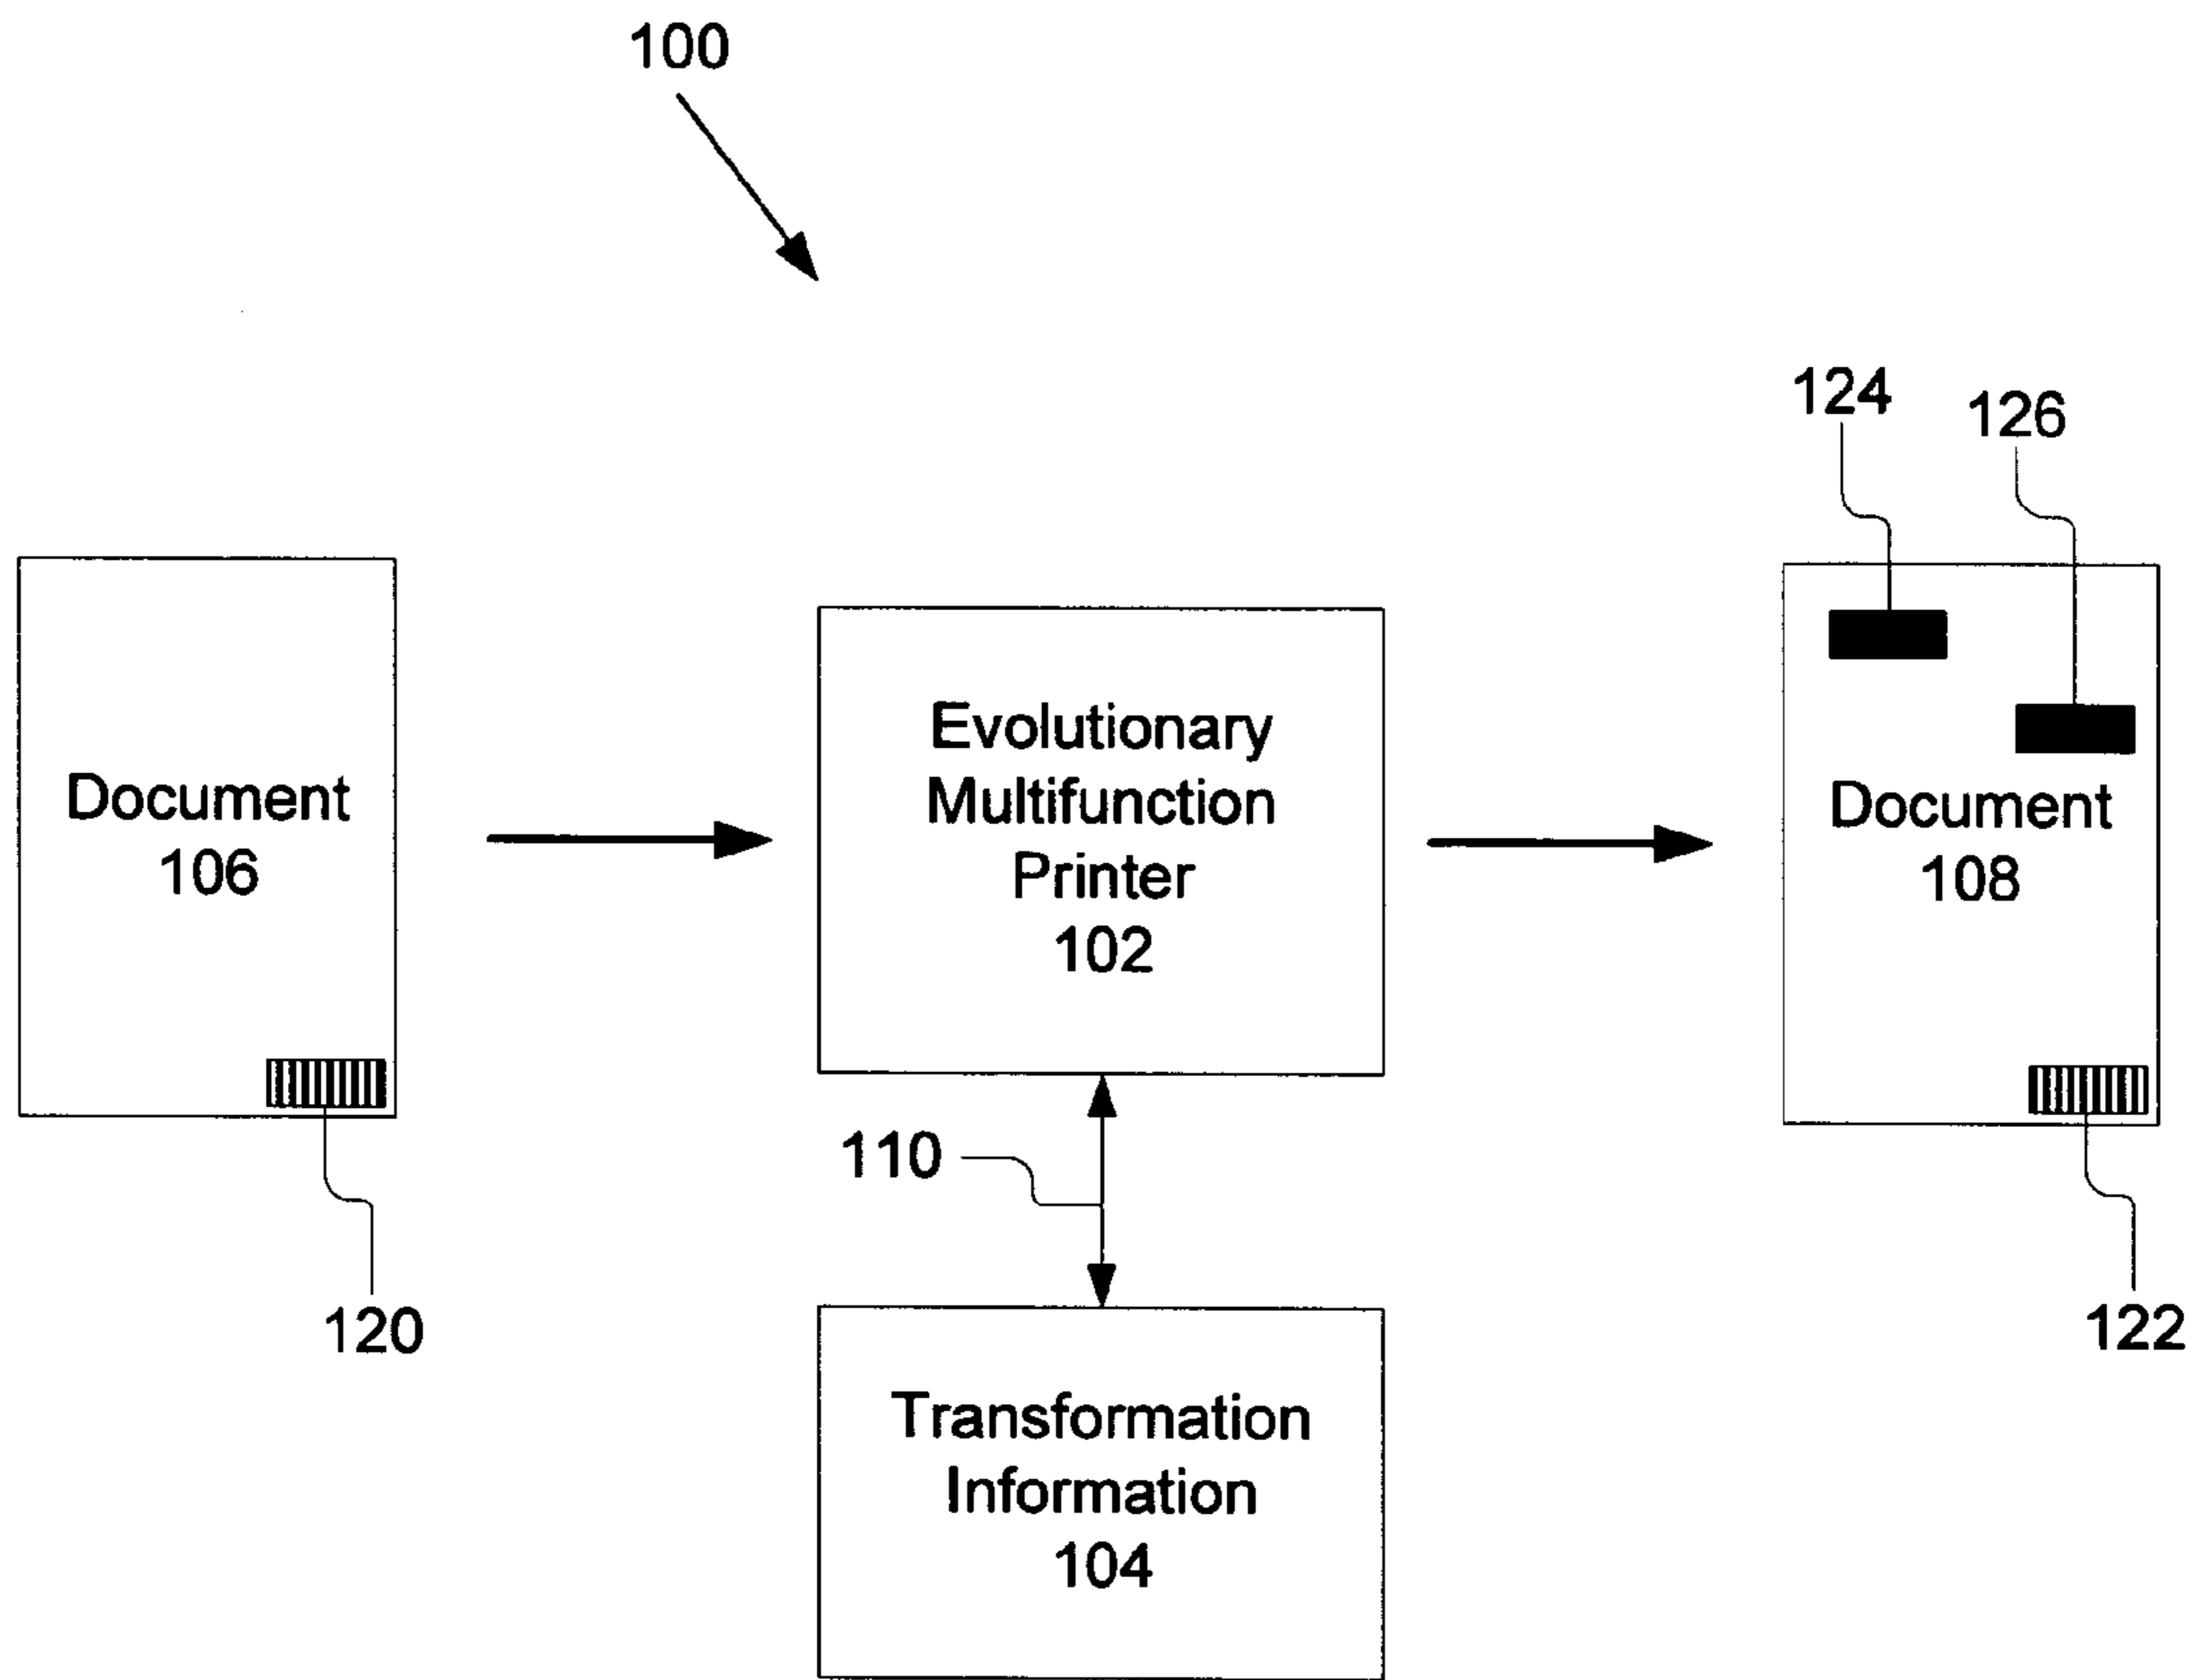 100
124
126
Document
106
Evolutionary
Multifunction
Printer
102
Document
108
110
120
122
Transformation
Information
104